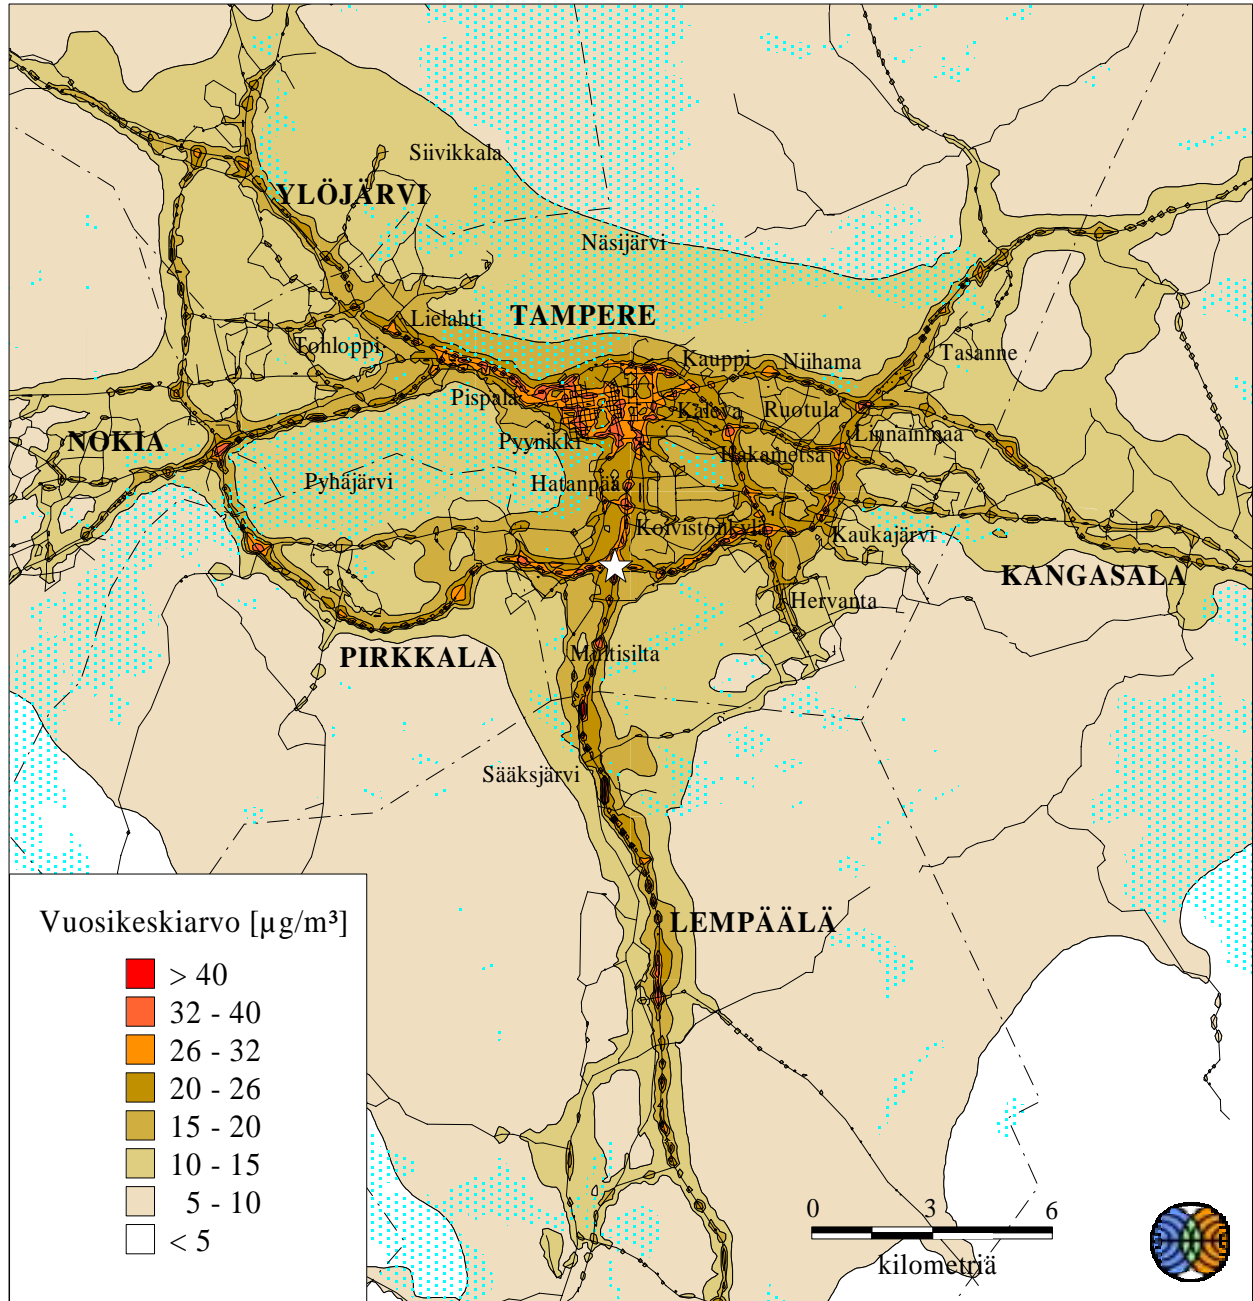 Siivikkala
YLÖJÄRVI
Näsijärvi
TAMPERE
Lielahti
Tohloppi
Kauppi
Niihama
Tasanne
Pispala
Kaleva
Ruotula
NOKIA
Pyynikki
Linnainmaa
Hakametsä
Pyhäjärvi
Hatanpää
Koivistonkylä
Kaukajärvi
KANGASALA
Hervanta
PIRKKALA
Multisilta
Sääksjärvi
LEMPÄÄLÄ
Vuosikeskiarvo [µg/m³]
> 40
32 - 40
26 - 32
20 - 26
15 - 20
10 - 15
5 - 10
< 5
0 3 6
kilometriä